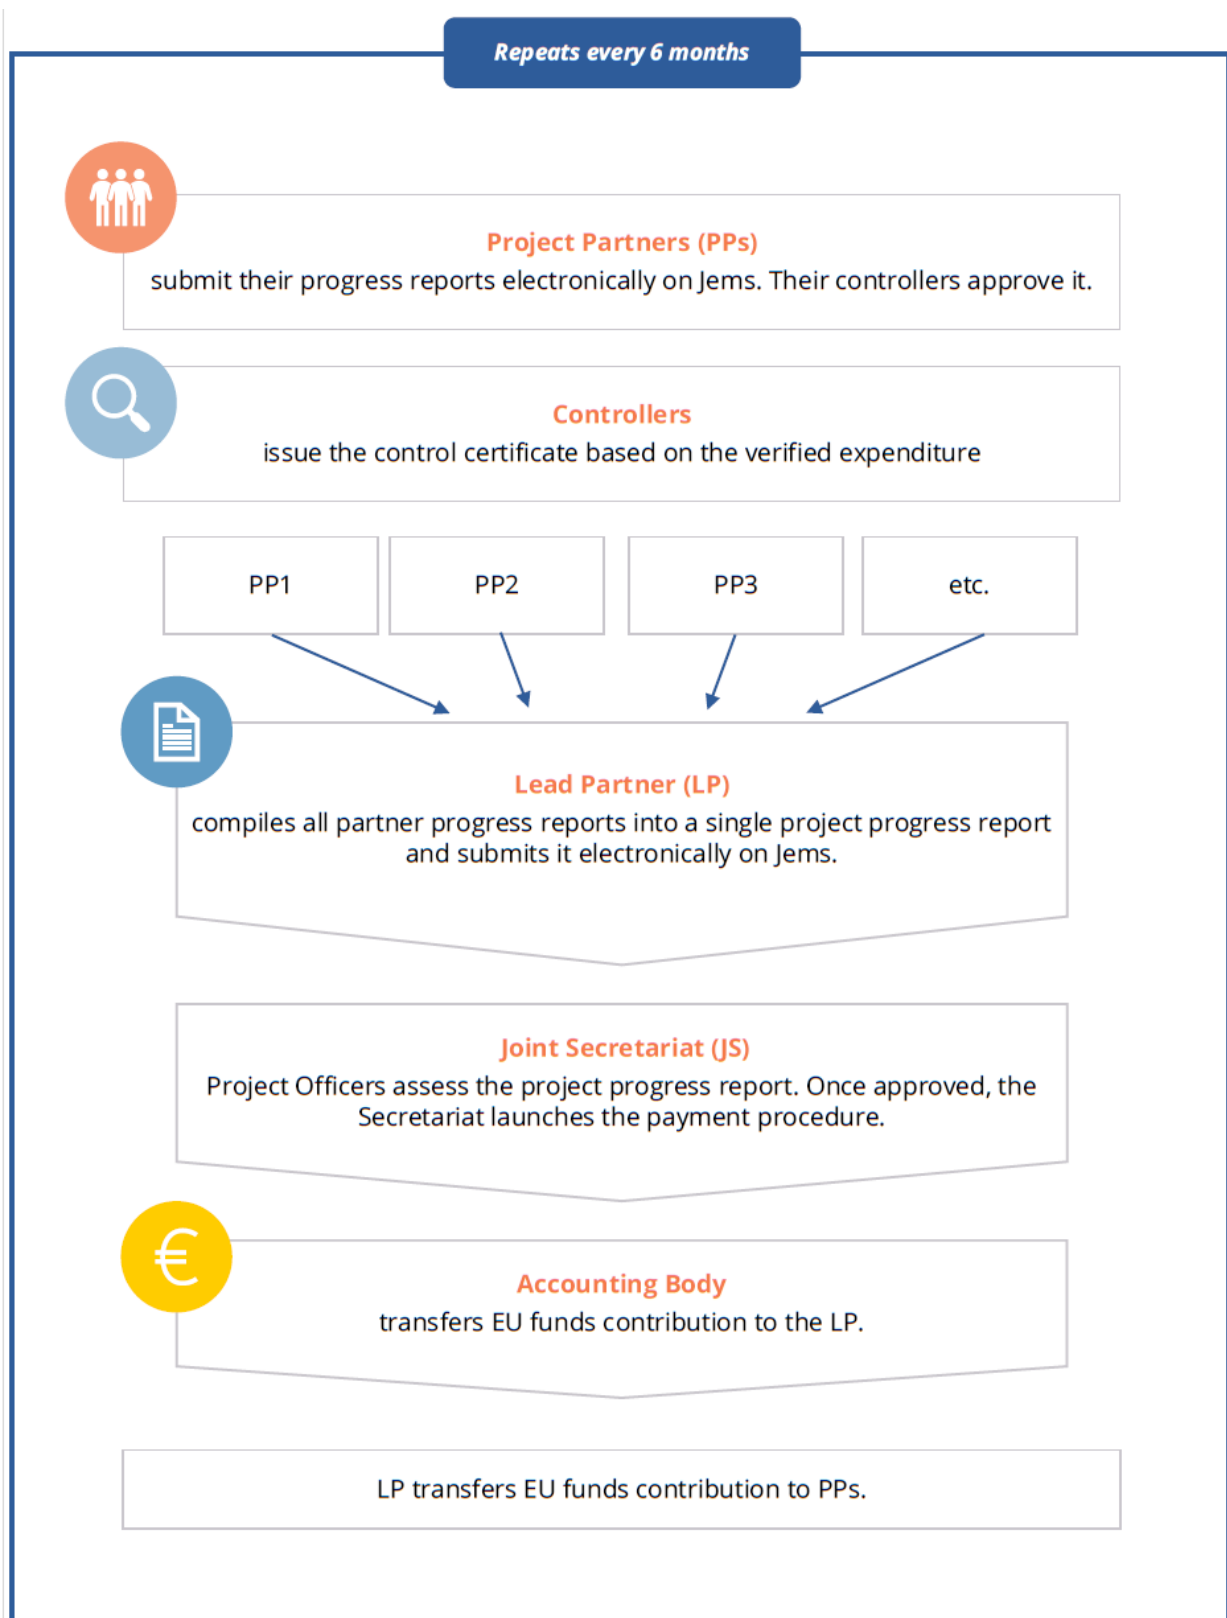 Repeats every 6 months
Project Partners (PPs)
submit their progress reports electronically on Jems. Their controllers approve it.
Controllers
issue the control certificate based on the verified expenditure
PP1
PP2
PP3
etc.
Lead Partner (LP)
compiles all partner progress reports into a single project progress report
and submits it electronically on Jems.
Joint Secretariat (JS)
Project Officers assess the project progress report. Once approved, the
Secretariat launches the payment procedure.
€
Accounting Body
transfers EU funds contribution to the LP.
LP transfers EU funds contribution to PPs.